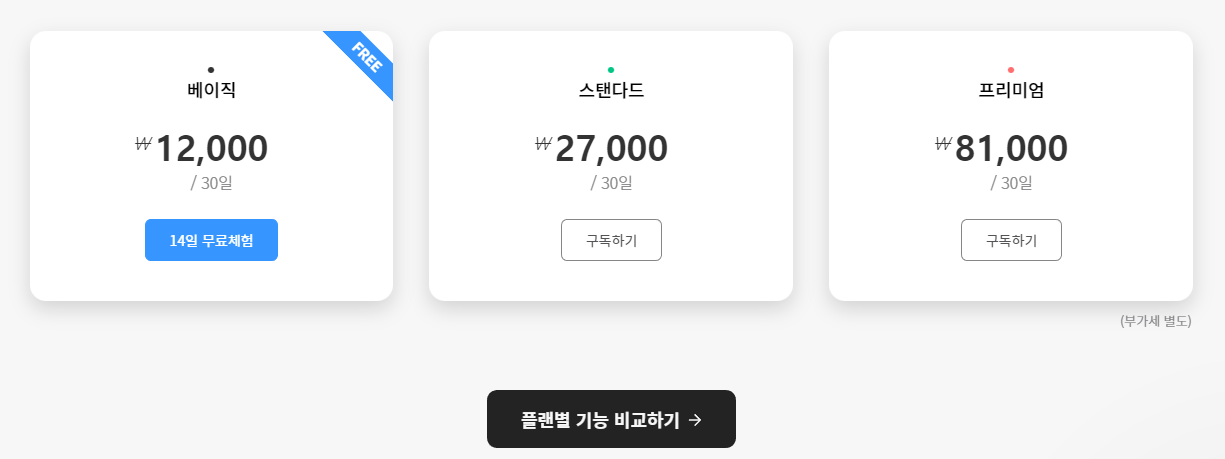 FREE
베이직
₩12,000
/ 30일
14일 무료체험
스탠다드
₩27,000
/ 30일
구독하기
프리미엄
₩81,000
/ 30일
구독하기
(부가세 별도)
플랜별 기능 비교하기 →